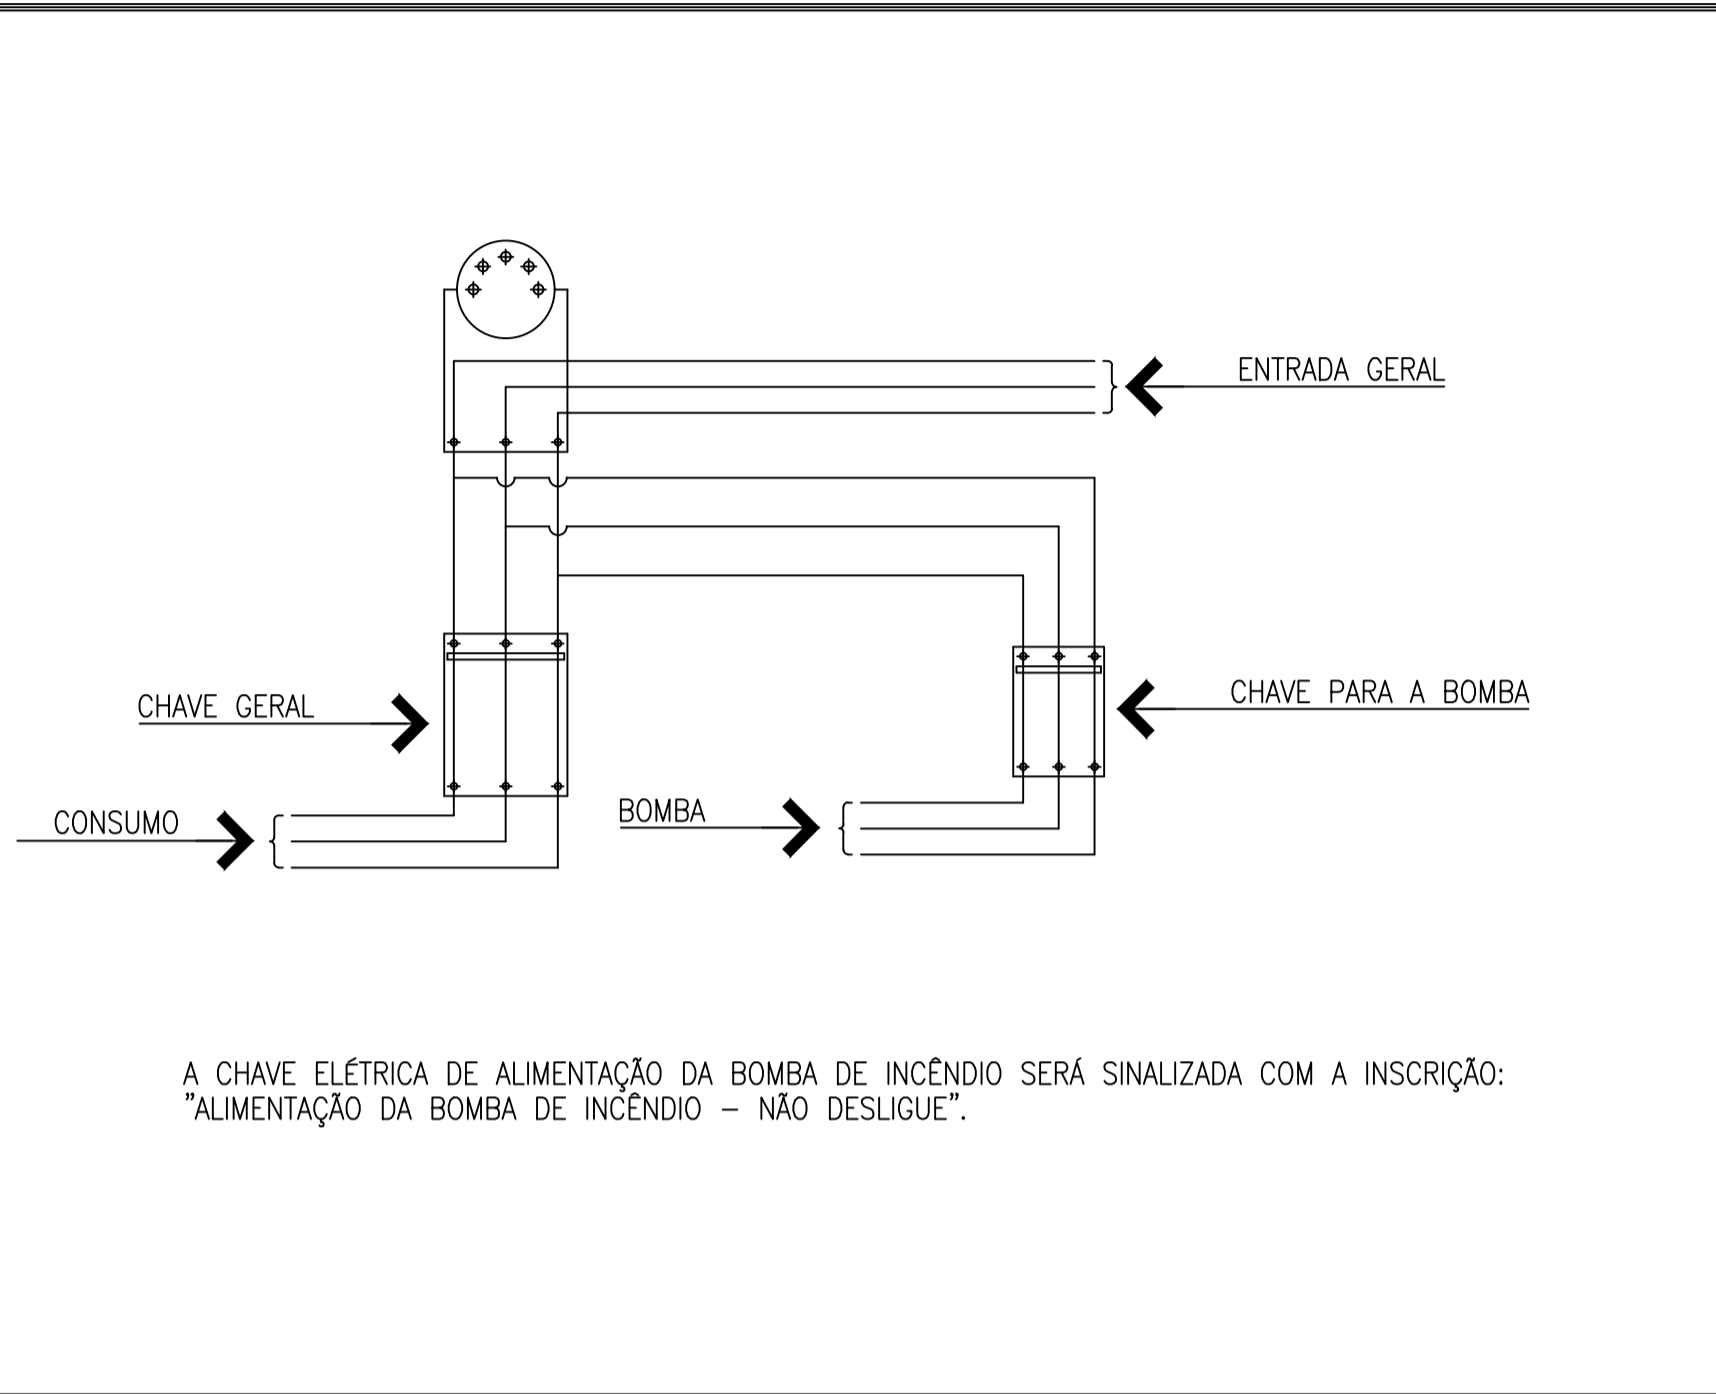 ENTRADA GERAL
CHAVE GERAL
CHAVE PARA A BOMBA
CONSUMO
BOMBA
A CHAVE ELÉTRICA DE ALIMENTAÇÃO DA BOMBA DE INCÊNDIO SERÁ SINALIZADA COM A INSCRIÇÃO:
"ALIMENTAÇÃO DA BOMBA DE INCÊNDIO – NÃO DESLIGUE".